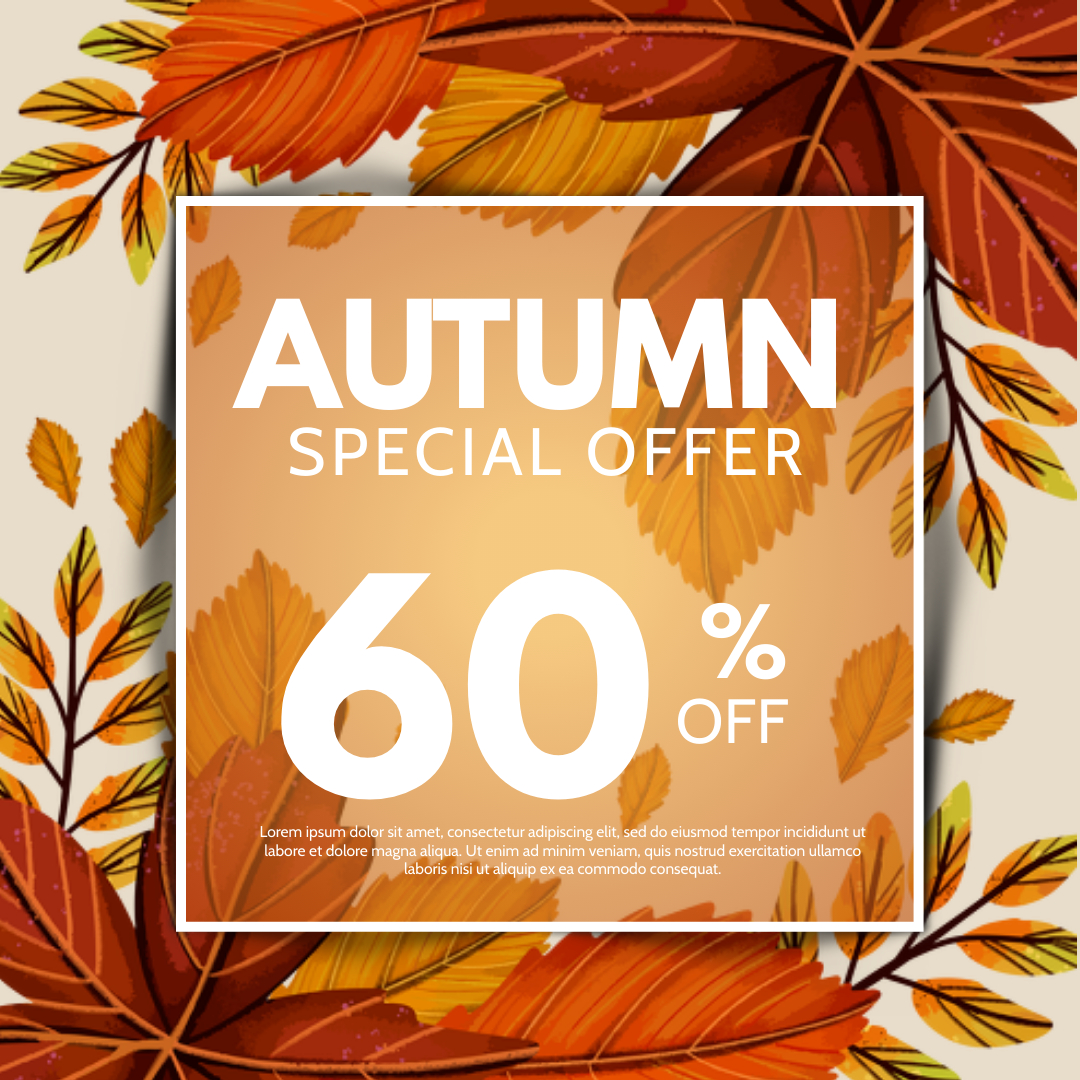 AUTUMN
SPECIAL OFFER
60 %
OFF
Lorem ipsum dolor sit amet, consectetur adipiscing elit, sed do eiusmod tempor incididunt ut
labore et dolore magna aliqua. Ut enim ad minim veniam, quis nostrud exercitation ullamco
laboris nisi ut aliquip ex ea commodo consequat.